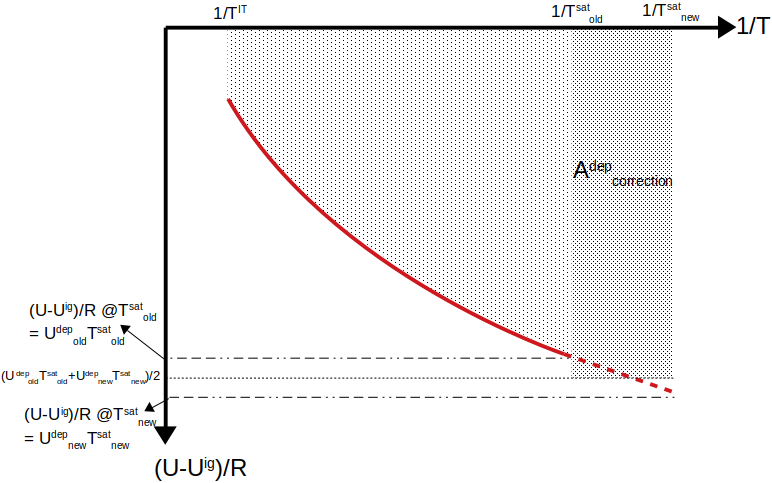 1/T^IT
1/T^sat_old
1/T^sat_new
1/T
A^dep_correction
(U-U^ig)/R @T^sat_old
= U^dep_old T^sat_old
(U^dep_old T^sat_old+U^dep_new T^sat_new)/2
(U-U^ig)/R @T^sat_new
= U^dep_new T^sat_new
(U-U^ig)/R